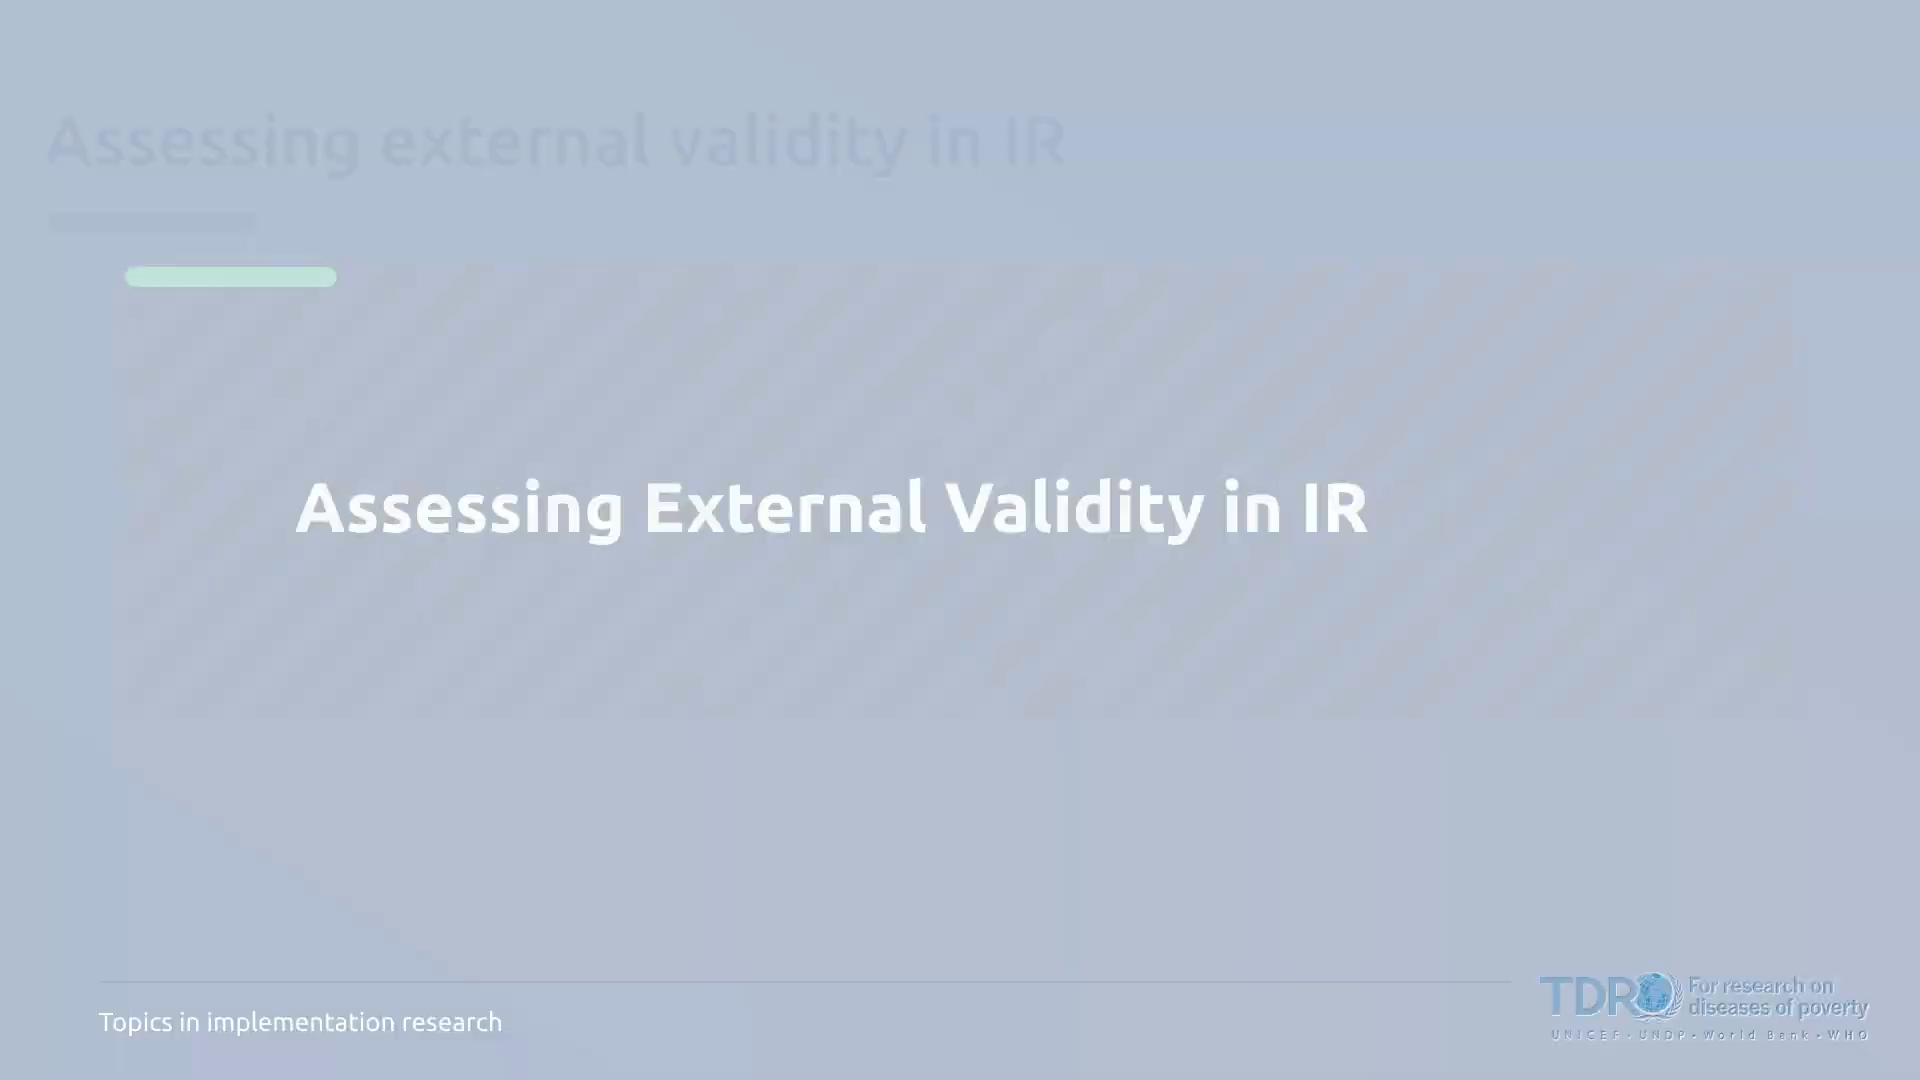 Assessing external validity in IR
Assessing External Validity in IR
Topics in implementation research
TDR For research on
diseases of poverty
UNICEF · UNDP · World Bank · WHO